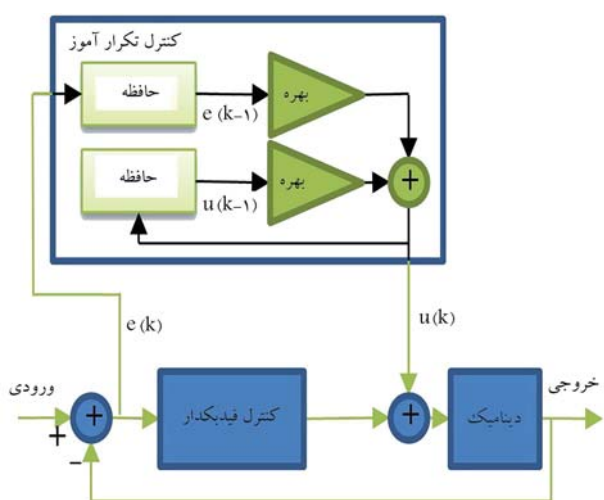 کنترل تکرار آموز
حافظه
بهره
e(k-۱)
حافظه
بهره
+
u(k-۱)
e(k)
u(k)
ورودی
خروجی
+
کنترل فیدبکدار
+
دینامیک
+
-